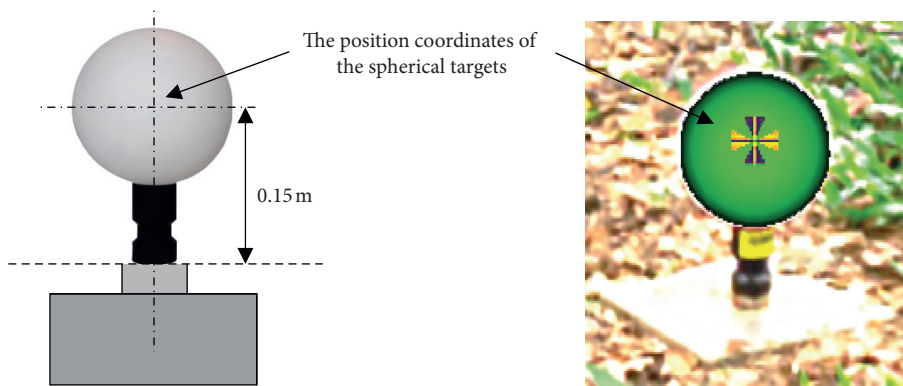 The position coordinates of
the spherical targets
0.15 m